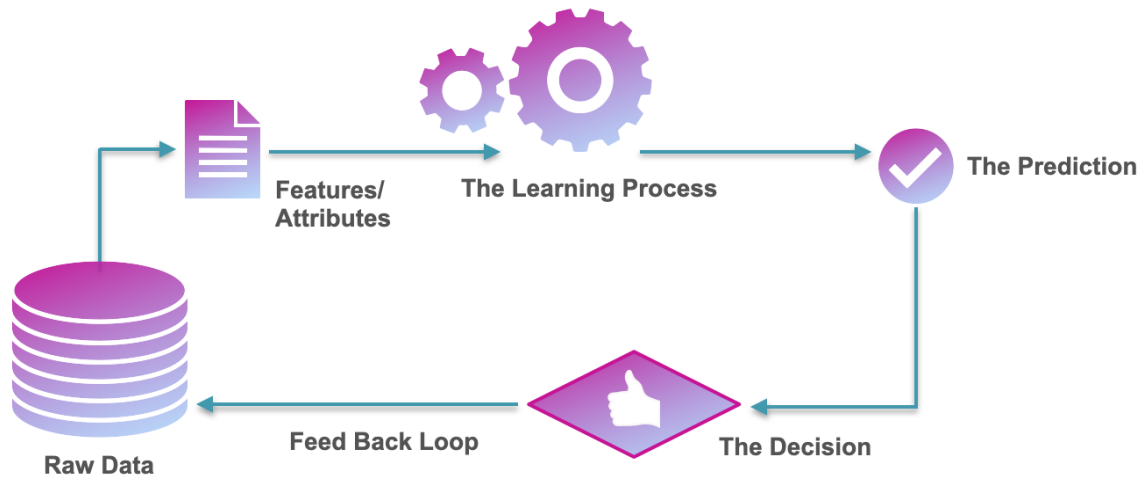 Features/
Attributes
The Learning Process
The Prediction
Raw Data
Feed Back Loop
The Decision